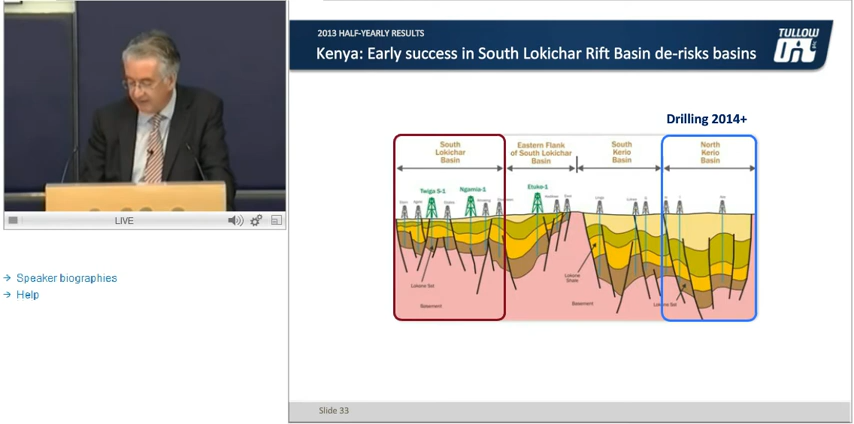 LIVE
Speaker biographies
Help
2013 HALF-YEARLY RESULTS
Kenya: Early success in South Lokichar Rift Basin de-risks basins
TULLOW
Drilling 2014+
South
Lokichar
Basin
Eastern Flank
of South Lokichar
Basin
South
Kerio
Basin
North
Kerio
Basin
Twiga S-1
Ngamia-1
Etuko-1
Lokone Sst
Basement
Lokone
Shale
Basement
Lokone Sst
Slide 33